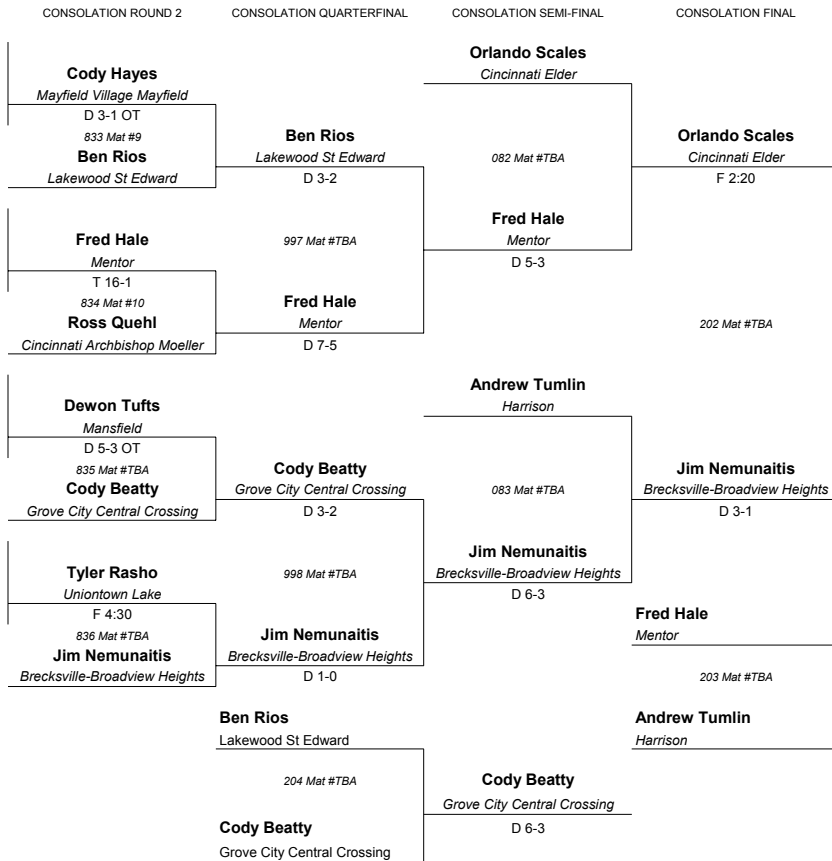 CONSOLATION ROUND 2
CONSOLATION QUARTERFINAL
CONSOLATION SEMI-FINAL
CONSOLATION FINAL
Cody Hayes
Mayfield Village Mayfield
D 3-1 OT
833 Mat #9
Ben Rios
Lakewood St Edward
Fred Hale
Mentor
T 16-1
834 Mat #10
Ross Quehl
Cincinnati Archbishop Moeller
Dewon Tufts
Mansfield
D 5-3 OT
835 Mat #TBA
Cody Beatty
Grove City Central Crossing
Tyler Rasho
Uniontown Lake
F 4:30
836 Mat #TBA
Jim Nemunaitis
Brecksville-Broadview Heights
Ben Rios
Lakewood St Edward
D 3-2
997 Mat #TBA
Fred Hale
Mentor
D 7-5
Cody Beatty
Grove City Central Crossing
D 3-2
998 Mat #TBA
Jim Nemunaitis
Brecksville-Broadview Heights
D 1-0
Ben Rios
Lakewood St Edward
204 Mat #TBA
Cody Beatty
Grove City Central Crossing
Orlando Scales
Cincinnati Elder
082 Mat #TBA
Fred Hale
Mentor
D 5-3
Andrew Tumlin
Harrison
083 Mat #TBA
Jim Nemunaitis
Brecksville-Broadview Heights
D 6-3
Cody Beatty
Grove City Central Crossing
D 6-3
Orlando Scales
Cincinnati Elder
F 2:20
202 Mat #TBA
Jim Nemunaitis
Brecksville-Broadview Heights
D 3-1
Fred Hale
Mentor
203 Mat #TBA
Andrew Tumlin
Harrison